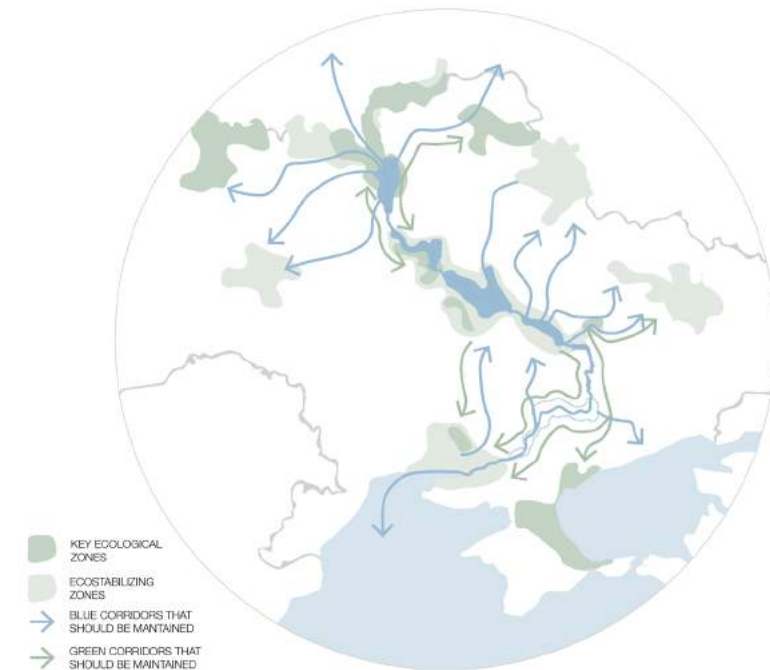 KEY ECOLOGICAL
ZONES
ECOSTABILIZING
ZONES
BLUE CORRIDORS THAT
SHOULD BE MANTAINED
GREEN CORRIDORS THAT
SHOULD BE MAINTAINED